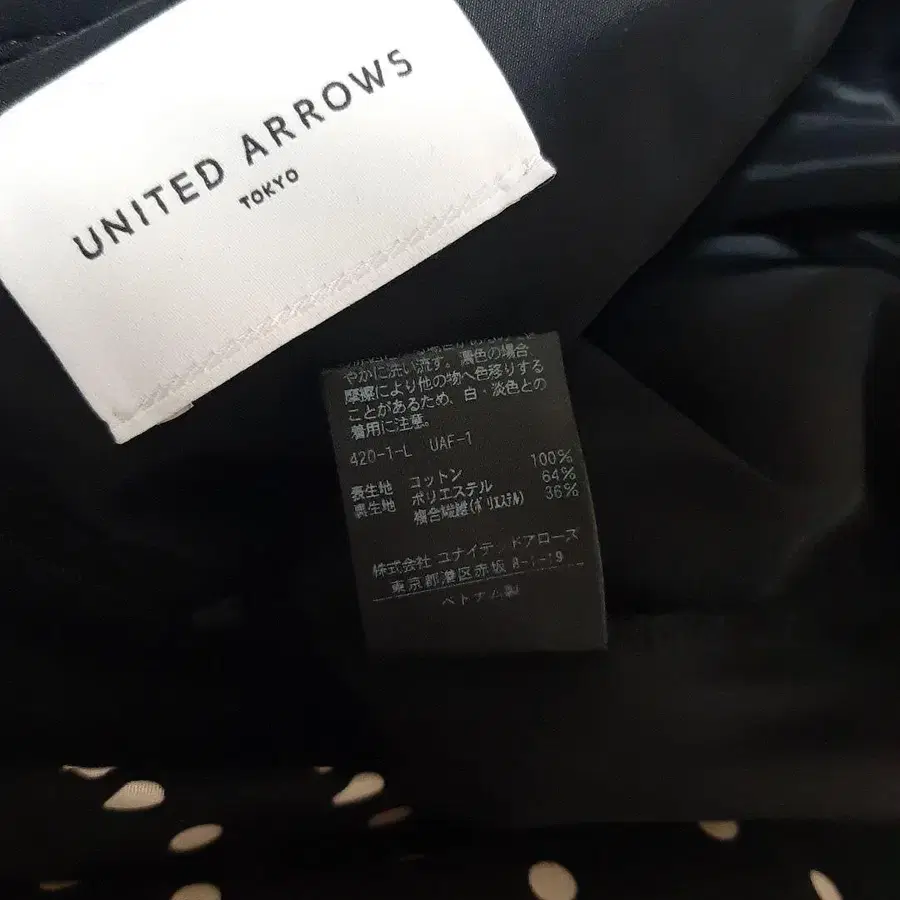 UNITED ARROWS
TOKYO
やかに洗い流す。濃色の場合
摩擦により他の物へ色移りする
ことがあるため、白・淡色との
着用に注意。
420-1-L UAF-1
表生地 コットン 100%
裏生地 ポリエステル 64%
複合繊維(ポリエステル) 36%
株式会社 ユナイテッドアローズ
東京都港区赤坂 8-1-19
ベトナム製